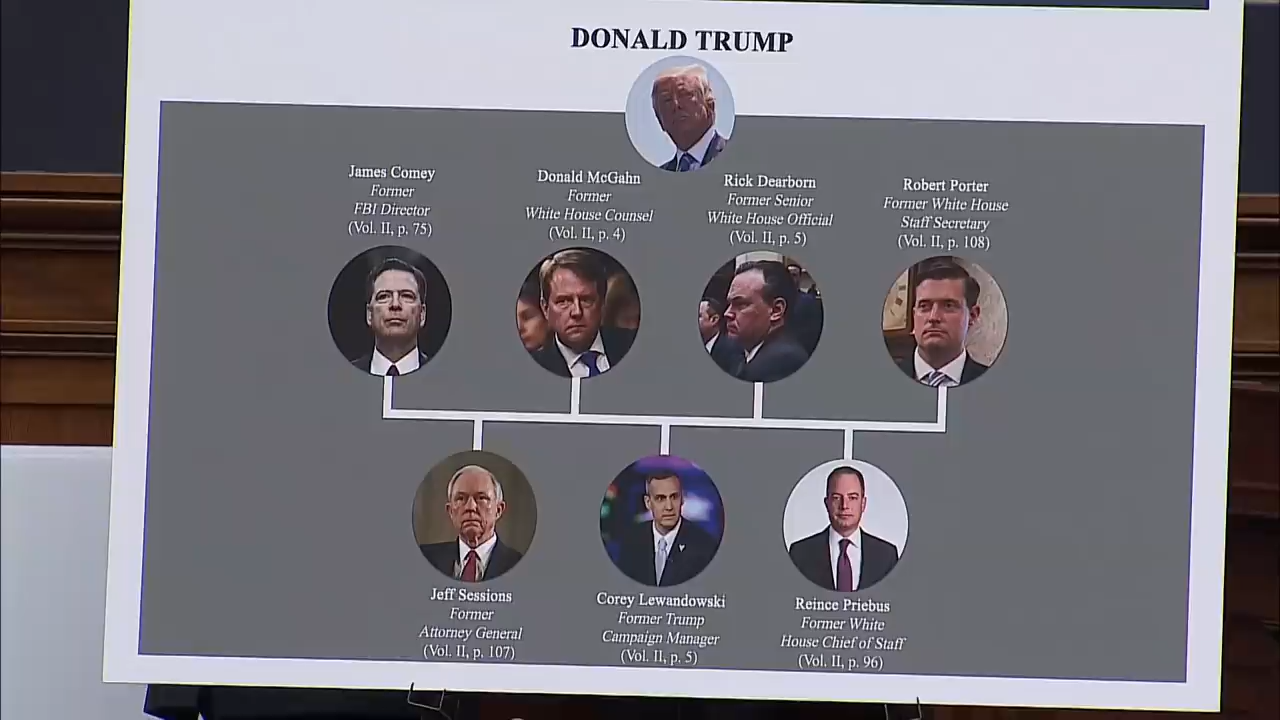 DONALD TRUMP
James Comey
Former
FBI Director
(Vol. II, p. 75)
Donald McGahn
Former
White House Counsel
(Vol. II, p. 4)
Rick Dearborn
Former Senior
White House Official
(Vol. II, p. 5)
Robert Porter
Former White House
Staff Secretary
(Vol. II, p. 108)
Jeff Sessions
Former
Attorney General
(Vol. II, p. 107)
Corey Lewandowski
Former Trump
Campaign Manager
(Vol. II, p. 5)
Reince Priebus
Former White
House Chief of Staff
(Vol. II, p. 96)